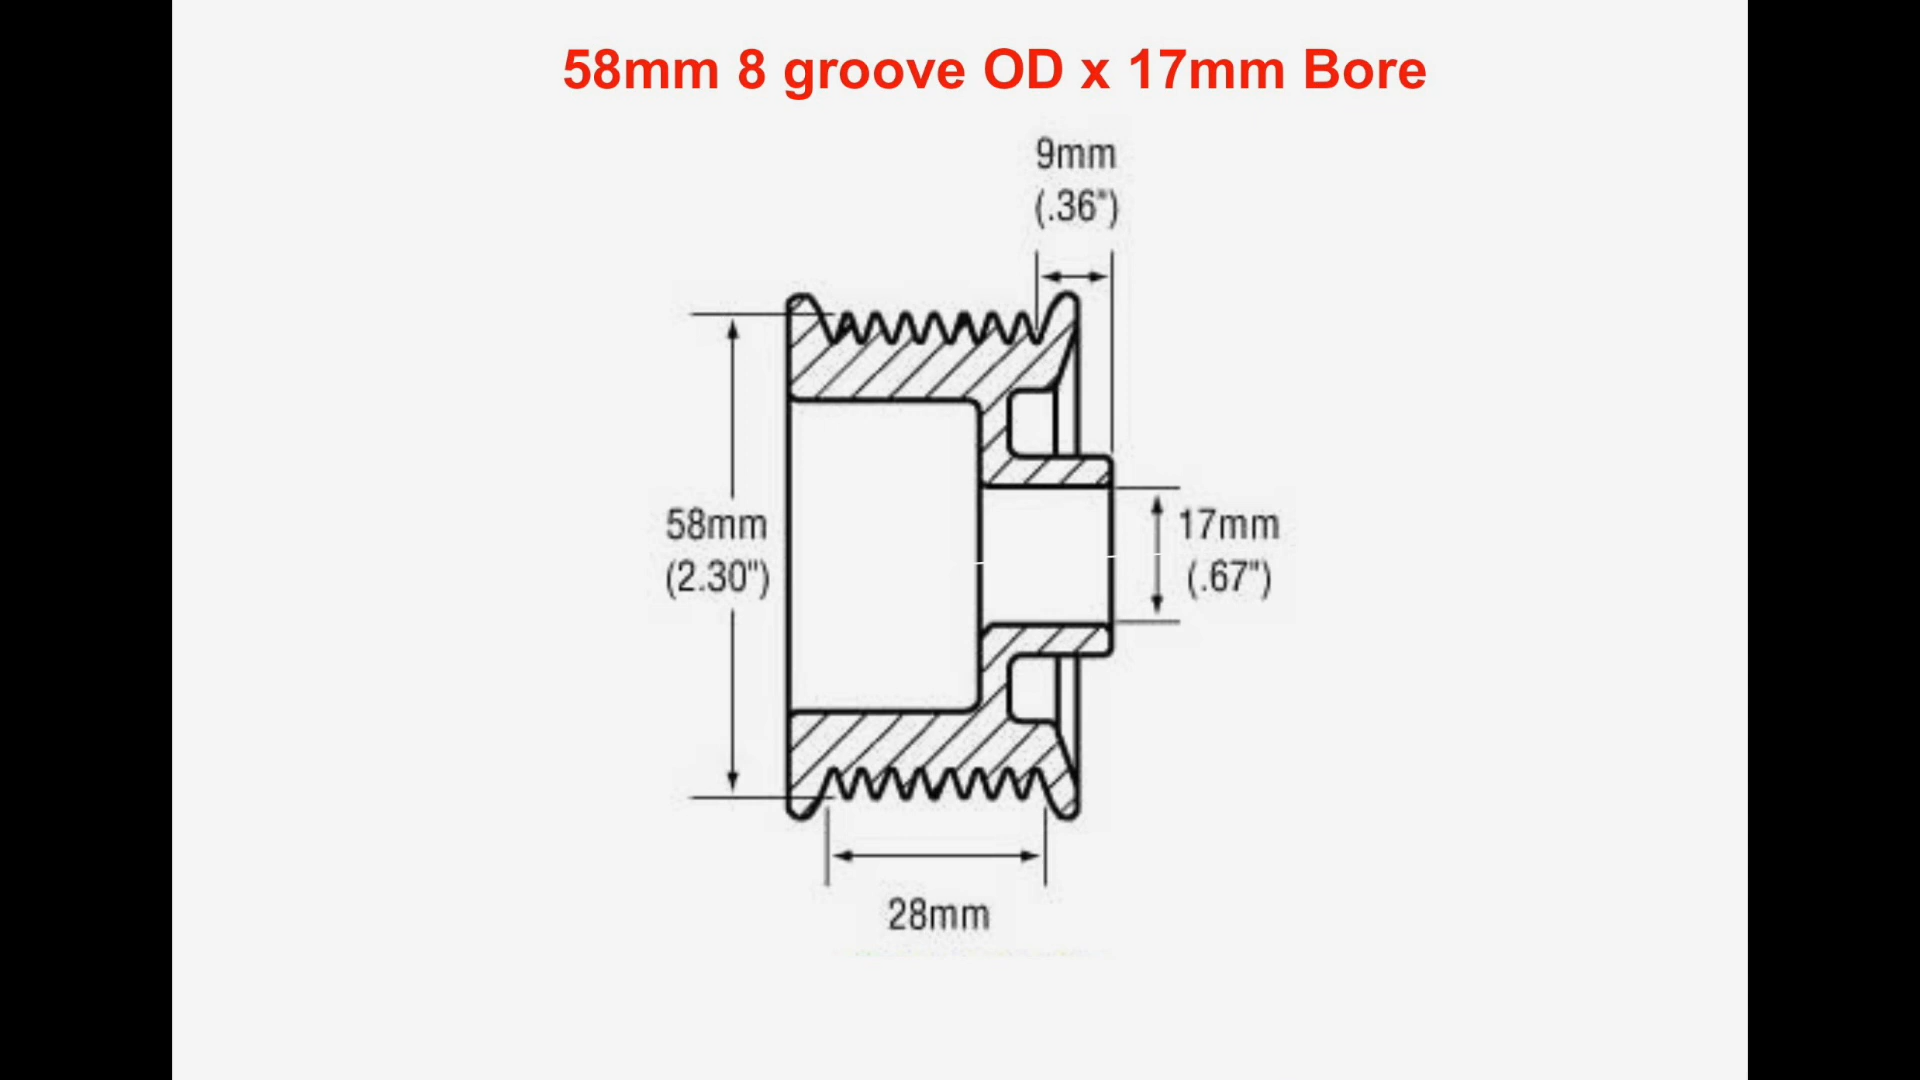 58mm 8 groove OD x 17mm Bore
9mm
(.36")
58mm
(2.30")
17mm
(.67")
28mm